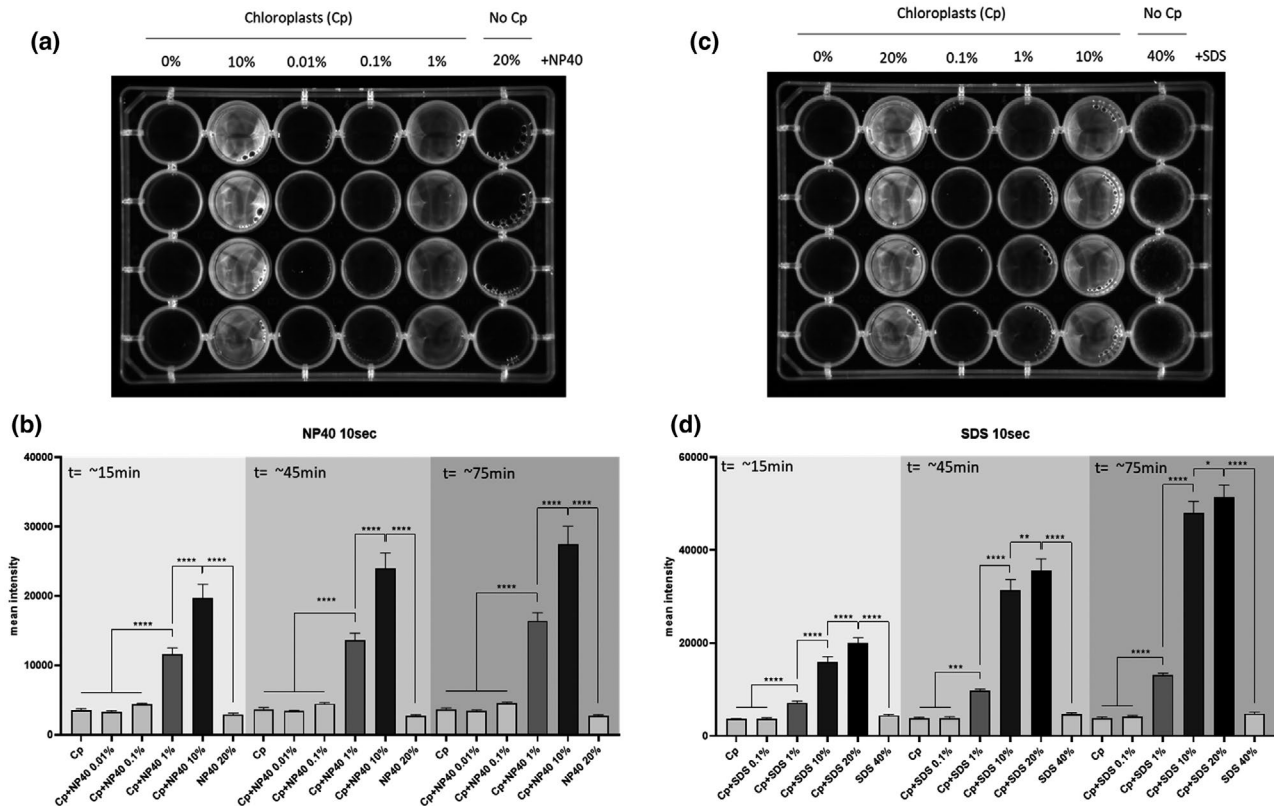 (a)
Chloroplasts (Cp) No Cp
0% 10% 0.01% 0.1% 1% 20% +NP40
(c)
Chloroplasts (Cp) No Cp
0% 20% 0.1% 1% 10% 40% +SDS
(b)
NP40 10sec
mean intensity
40000
30000
20000
10000
0
t= ~15min t= ~45min t= ~75min
**** **** ****
**** **** ****
**** **** ****
Cp Cp+NP40 0.01% Cp+NP40 0.1% Cp+NP40 1% Cp+NP40 10% NP40 20% Cp Cp+NP40 0.01% Cp+NP40 0.1% Cp+NP40 1% Cp+NP40 10% NP40 20% Cp Cp+NP40 0.01% Cp+NP40 0.1% Cp+NP40 1% Cp+NP40 10% NP40 20%
(d)
SDS 10sec
mean intensity
60000
40000
20000
0
t= ~15min t= ~45min t= ~75min
**** **** **** ****
*** **** ** ****
**** **** * ****
Cp Cp+SDS 0.1% Cp+SDS 1% Cp+SDS 10% Cp+SDS 20% SDS 40% Cp Cp+SDS 0.1% Cp+SDS 1% Cp+SDS 10% Cp+SDS 20% SDS 40% Cp Cp+SDS 0.1% Cp+SDS 1% Cp+SDS 10% Cp+SDS 20% SDS 40%